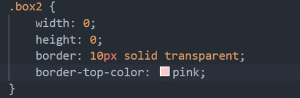 .box2 {
    width: 0;
    height: 0;
    border: 10px solid transparent;
    border-top-color: pink;
}